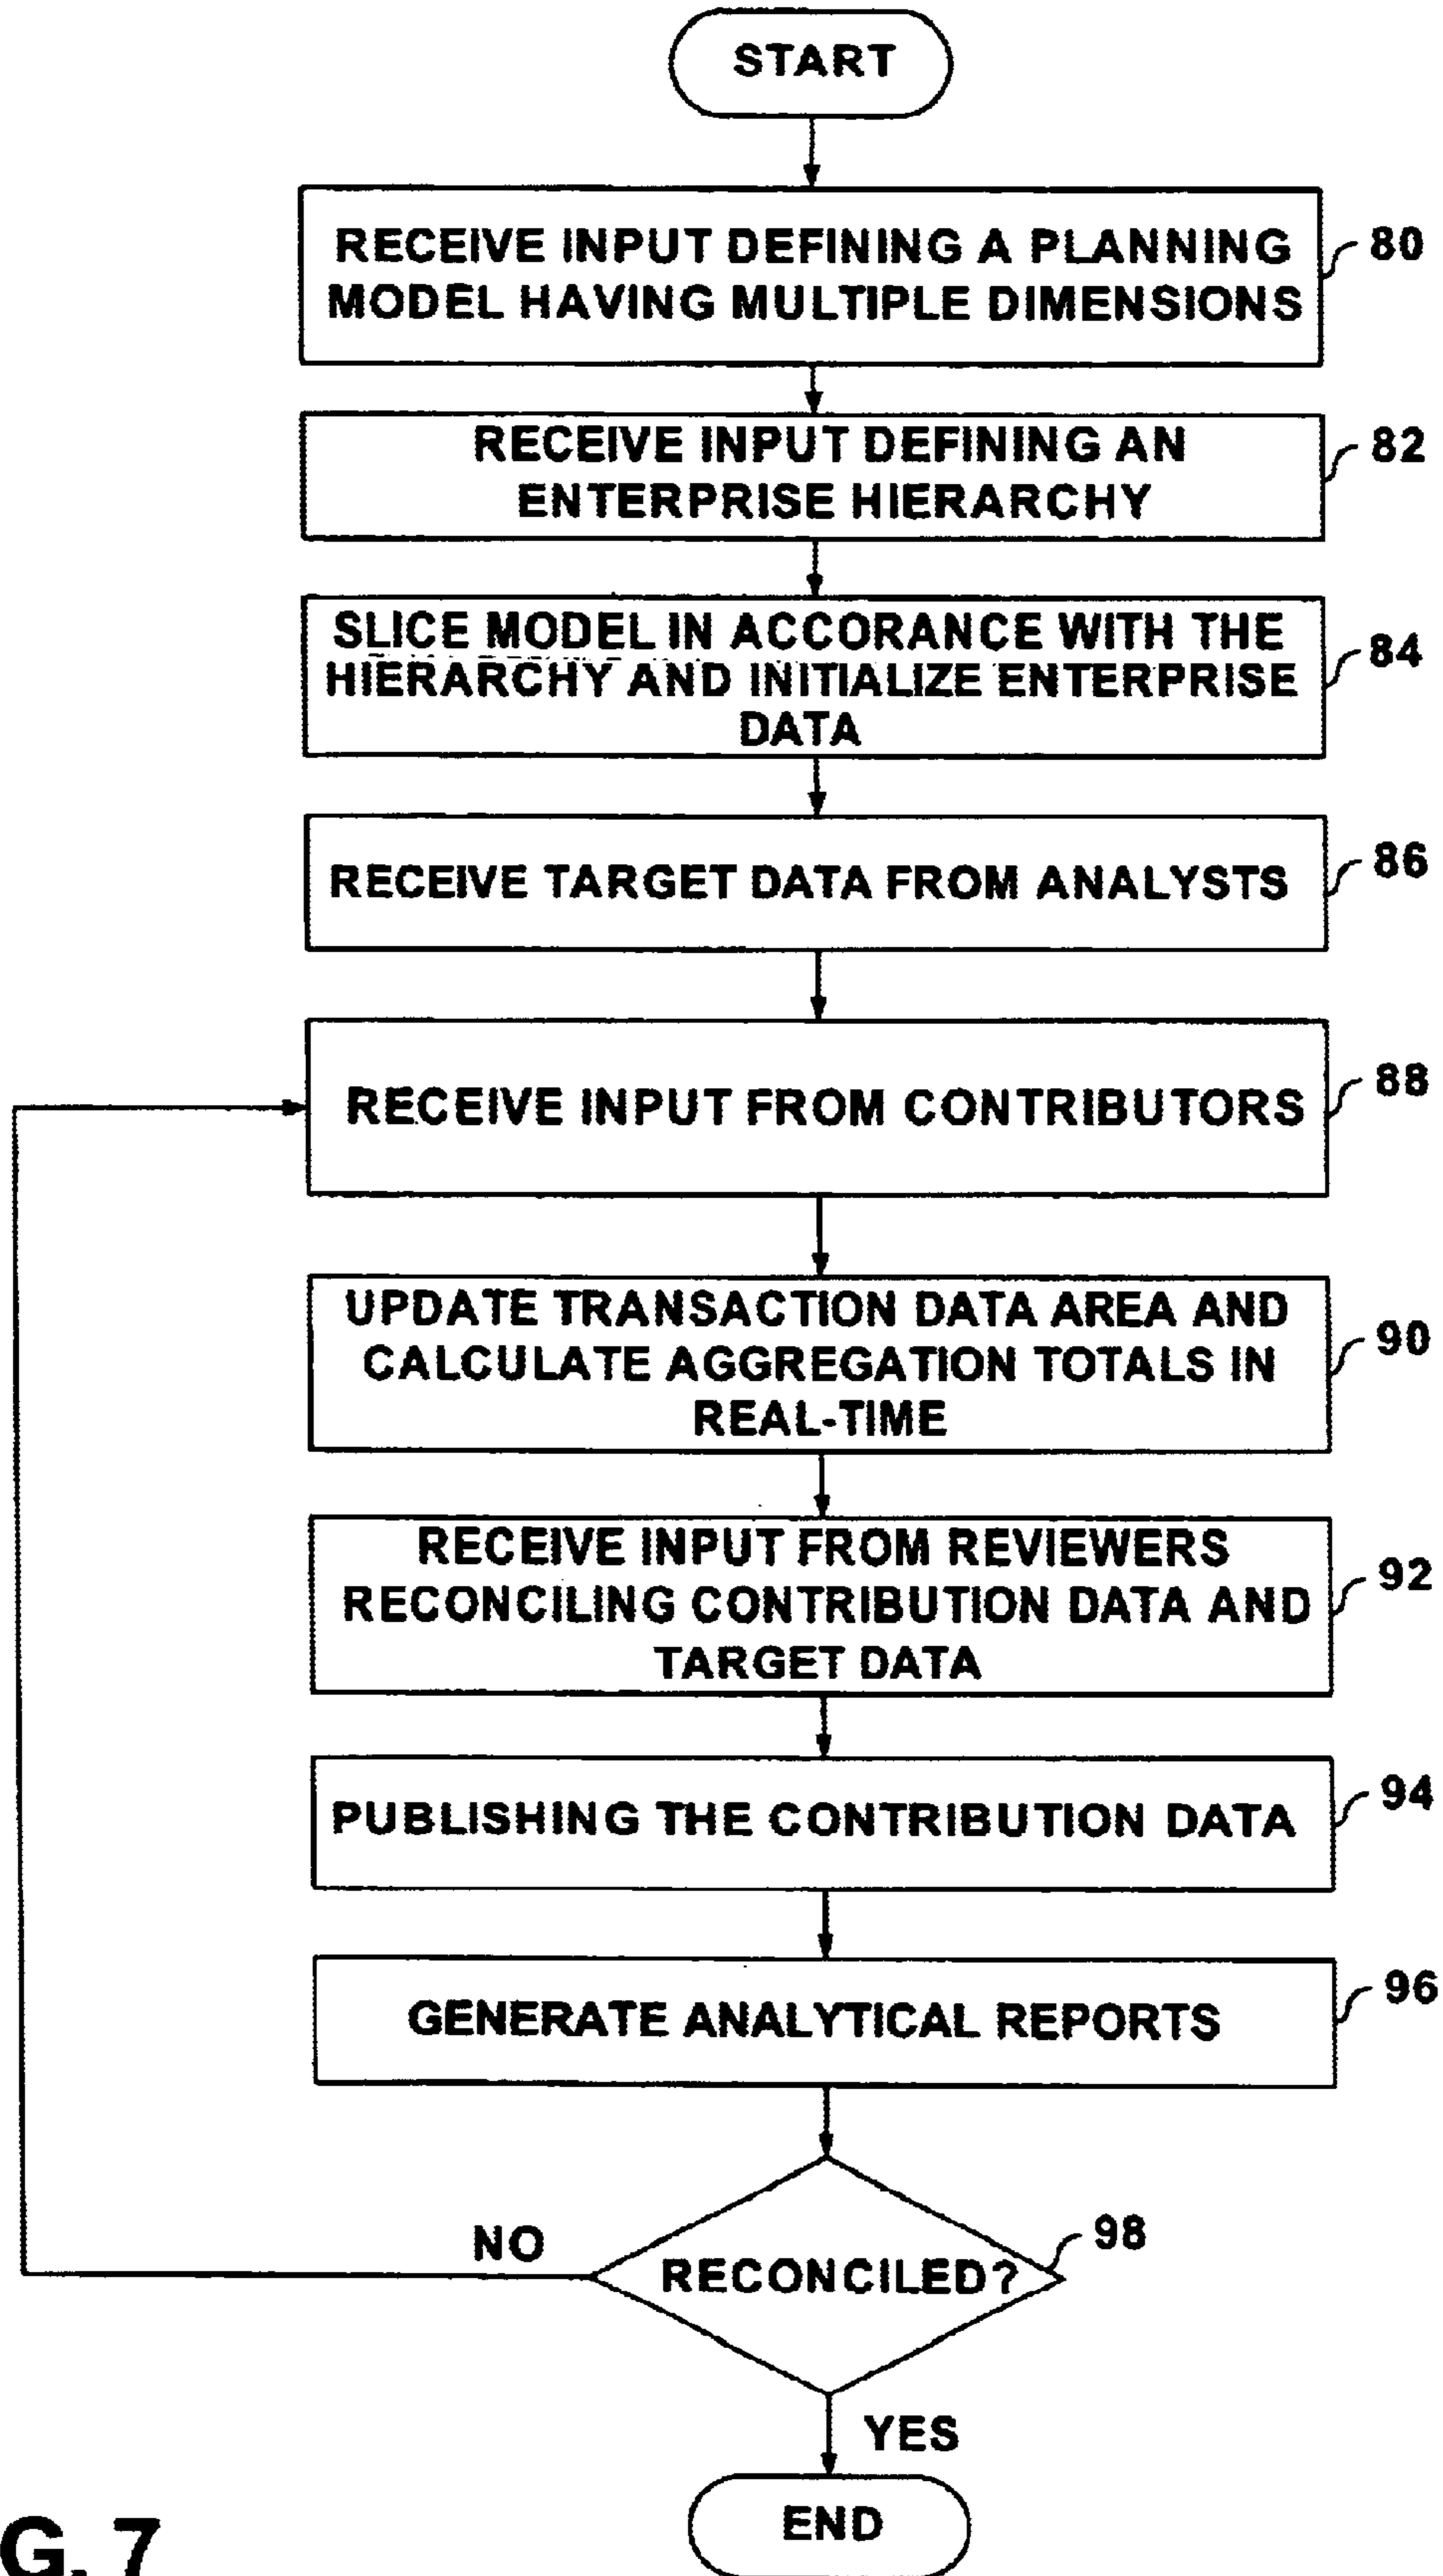 START
RECEIVE INPUT DEFINING A PLANNING
MODEL HAVING MULTIPLE DIMENSIONS
80
RECEIVE INPUT DEFINING AN
ENTERPRISE HIERARCHY
82
SLICE MODEL IN ACCORANCE WITH THE
HIERARCHY AND INITIALIZE ENTERPRISE
DATA
84
RECEIVE TARGET DATA FROM ANALYSTS
86
RECEIVE INPUT FROM CONTRIBUTORS
88
UPDATE TRANSACTION DATA AREA AND
CALCULATE AGGREGATION TOTALS IN
REAL-TIME
90
RECEIVE INPUT FROM REVIEWERS
RECONCILING CONTRIBUTION DATA AND
TARGET DATA
92
PUBLISHING THE CONTRIBUTION DATA
94
GENERATE ANALYTICAL REPORTS
96
RECONCILED?
98
NO
YES
END
G. 7